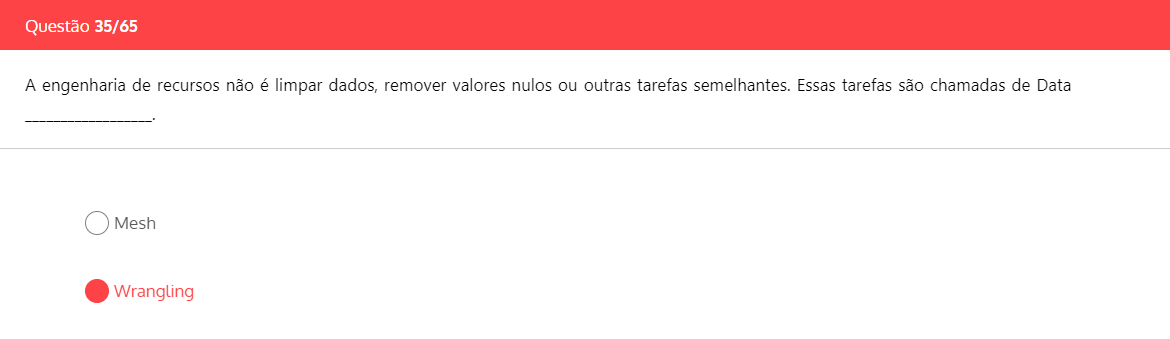 Questão 35/65
A engenharia de recursos não é limpar dados, remover valores nulos ou outras tarefas semelhantes. Essas tarefas são chamadas de Data
__________________.
Mesh
Wrangling